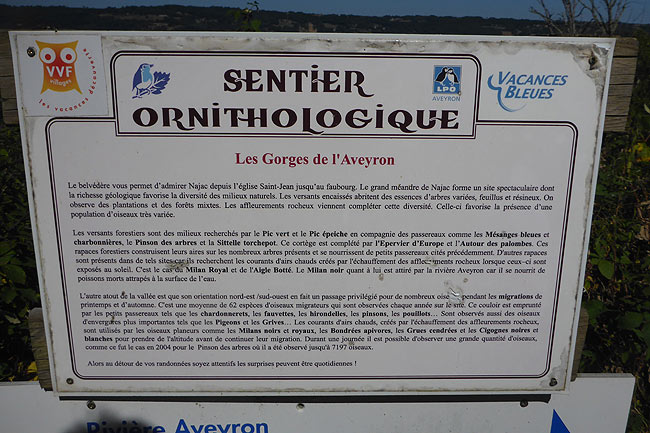 VVF
villages
les vacances découverte
SENTIER
ORNITHOLOGIQUE
LPO
AVEYRON
VACANCES
BLEUES
Les Gorges de l'Aveyron
Le belvédère vous permet d'admirer Najac depuis l'église Saint-Jean jusqu'au faubourg. Le grand méandre de Najac forme un site spectaculaire dont
la richesse géologique favorise la diversité des milieux naturels. Les versants encaissés abritent des essences d'arbres variées, feuillus et résineux. On
observe des plantations et des forêts mixtes. Les affleurements rocheux viennent compléter cette diversité. Celle-ci favorise la présence d'une
population d'oiseaux très variée.
Les versants forestiers sont des milieux recherchés par le Pic vert et le Pic épeiche en compagnie des passereaux comme les Mésanges bleues et
charbonnières, le Pinson des arbres et la Sittelle torchepot. Ce cortège est complété par l'Epervier d'Europe et l'Autour des palombes. Ces
rapaces forestiers construisent leurs aires sur les nombreux arbres présents et se nourrissent de petits passereaux cités précédemment. D'autres rapaces
sont présents dans de tels sites car ils recherchent les courants d'airs chauds créés par l'échauffement des affleurements rocheux lorsque ceux-ci sont
exposés au soleil. C'est le cas du Milan Royal et de l'Aigle Botté. Le Milan noir quant à lui est attiré par la rivière Aveyron car il se nourrit de
poissons morts attrapés à la surface de l'eau.
L'autre atout de la vallée est que son orientation nord-est/sud-ouest en fait un passage privilégié pour de nombreux oiseaux pendant les migrations de
printemps et d'automne. C'est une moyenne de 62 espèces d'oiseaux migrateurs qui sont observés chaque année sur le site. Ce couloir est emprunté
par les petits passereaux tels que les chardonnerets, les fauvettes, les hirondelles, les pinsons, les pouillots… Sont observés aussi des oiseaux
d'envergures plus importantes tels que les Pigeons et les Grives… Les courants d'airs chauds, créés par l'échauffement des affleurements rocheux,
sont utilisés par des oiseaux planeurs comme les Milans noirs et royaux, les Bondrées apivores, les Grues cendrées et les Cigognes noires et
blanches pour prendre de l'altitude avant de continuer leur migration. Durant une journée il est possible d'observer une grande quantité d'oiseaux,
comme ce fut le cas en 2004 pour le Pinson des arbres où il a été observé jusqu'à 7197 oiseaux.
Alors au détour de vos randonnées soyez attentifs les surprises peuvent être quotidiennes !
Rivière Aveyron